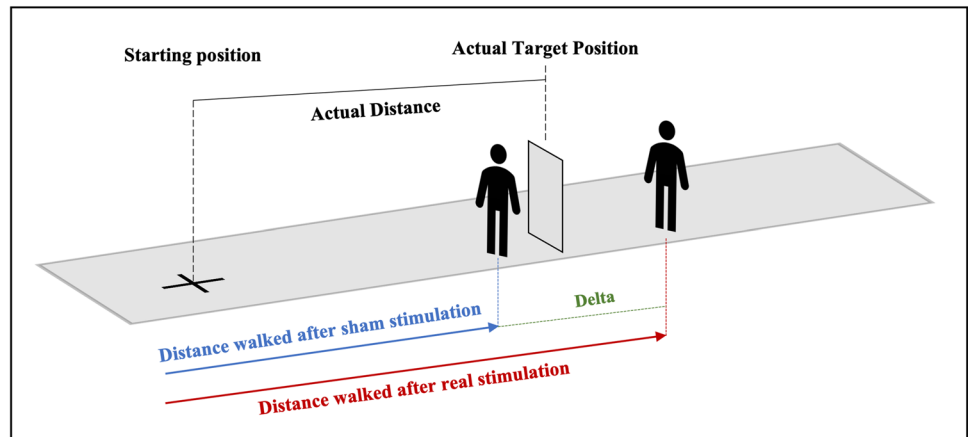 Starting position
Actual Target Position
Actual Distance
Delta
Distance walked after sham stimulation
Distance walked after real stimulation